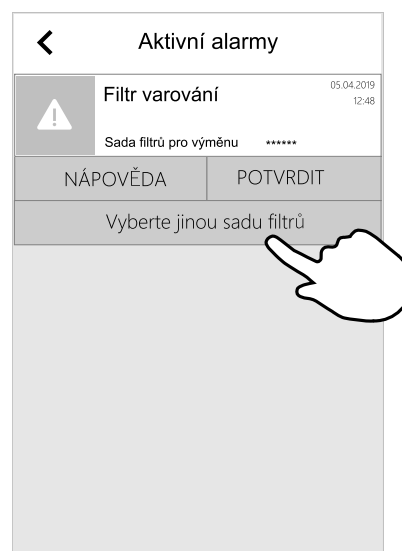 Aktivní alarmy
Filtr varování
05.04.2019
12:48
Sada filtrů pro výměnu ******
NÁPOVĚDA
POTVRDIT
Vyberte jinou sadu filtrů